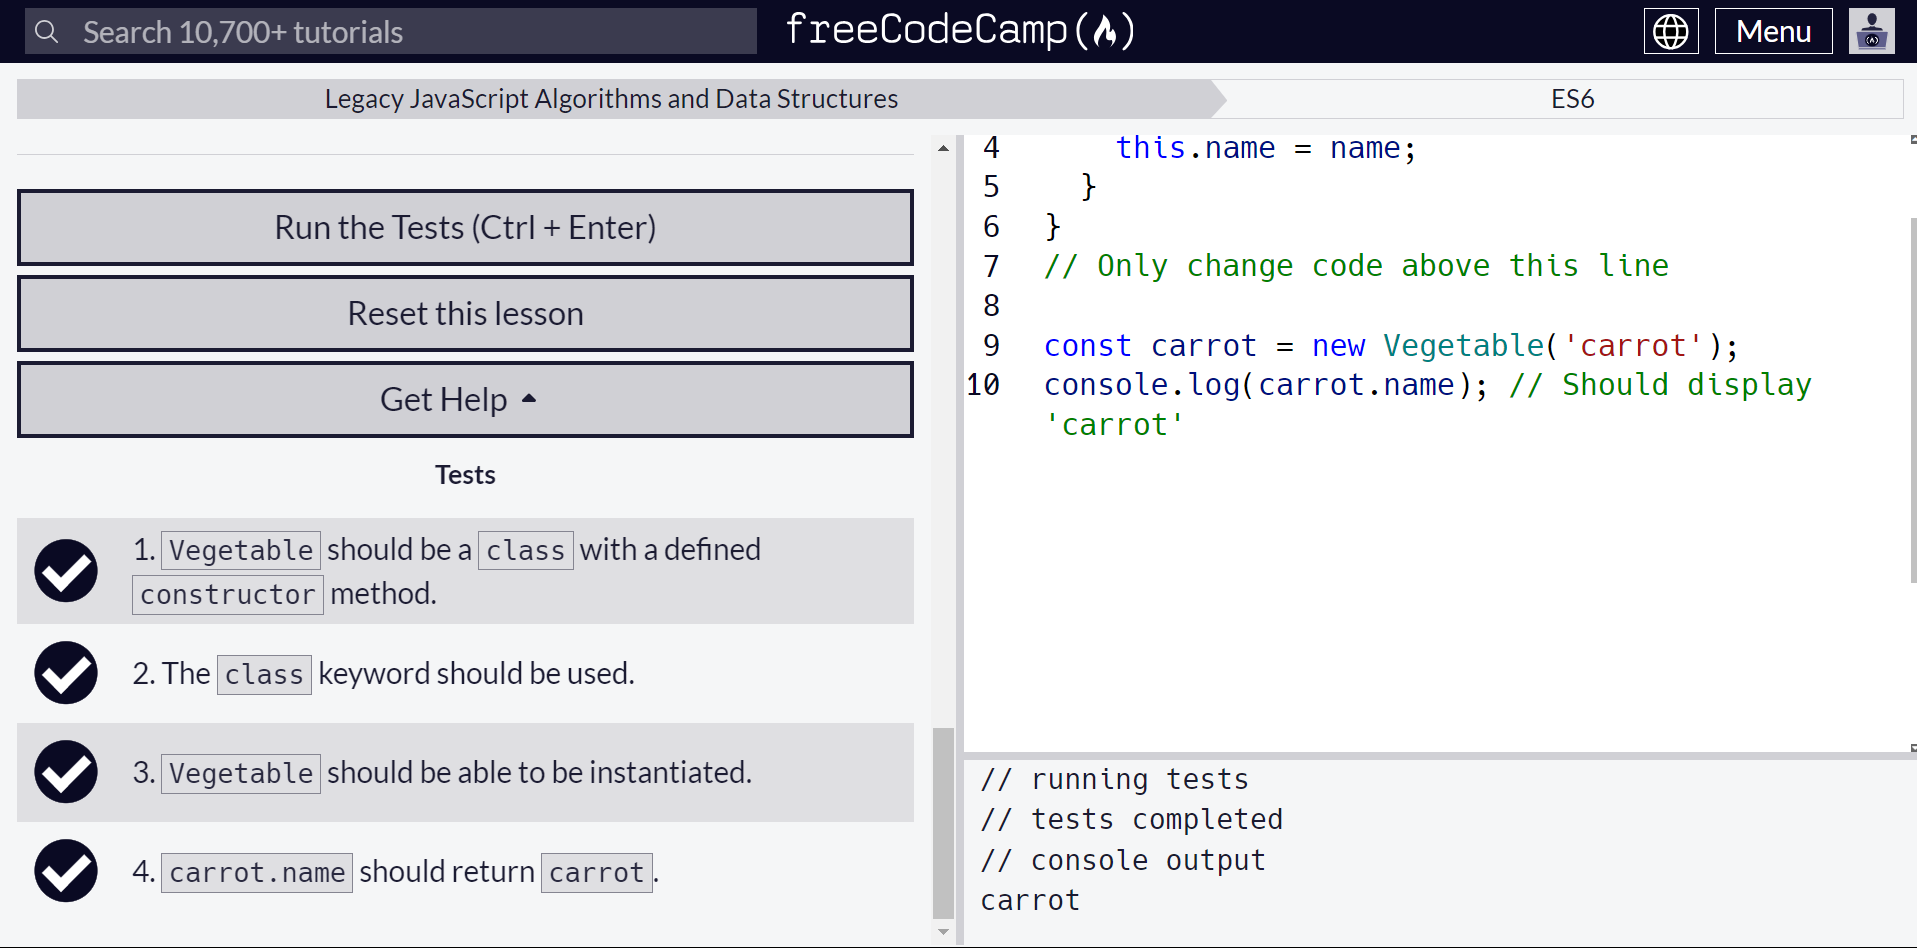 Search 10,700+ tutorials
freeCodeCamp(🔥)
Menu
Legacy JavaScript Algorithms and Data Structures
ES6
Run the Tests (Ctrl + Enter)
Reset this lesson
Get Help
Tests
1. Vegetable should be a class with a defined
constructor method.
2. The class keyword should be used.
3. Vegetable should be able to be instantiated.
4. carrot.name should return carrot.
4 this.name = name;
5 }
6 }
7 // Only change code above this line
8
9 const carrot = new Vegetable('carrot');
10 console.log(carrot.name); // Should display
'carrot'
// running tests
// tests completed
// console output
carrot